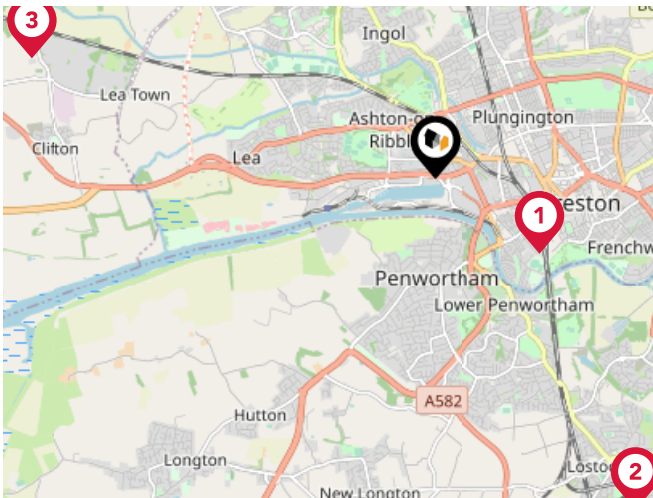 3
Ingol
Lea Town
Ashton-on
Ribbl
Plungington
Clifton
Lea
1
reston
Frenchw
Penwortham
Lower Penwortham
A582
Hutton
Longton
Losto
2
New Longton